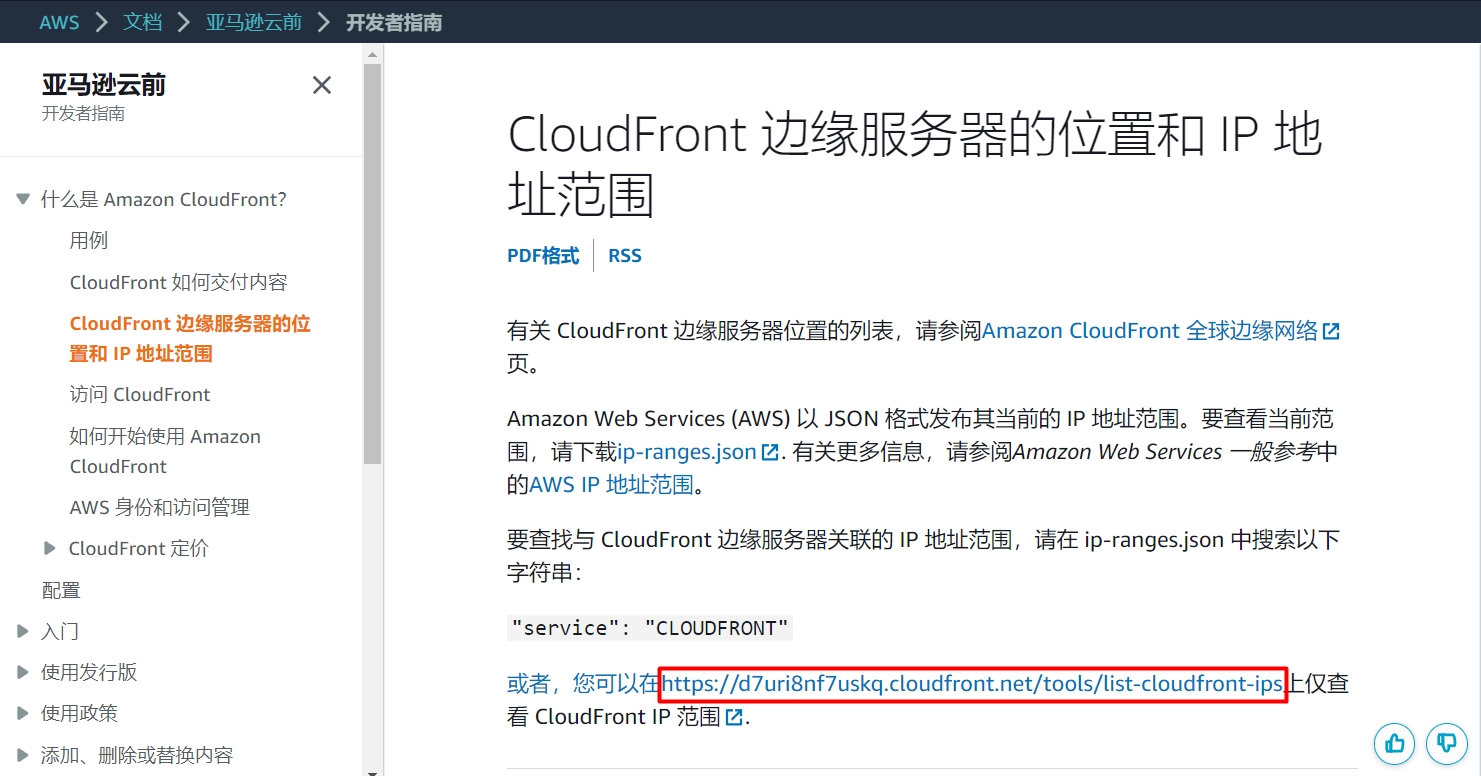 AWS > 文档 > 亚马逊云前 > 开发者指南
亚马逊云前
开发者指南
什么是 Amazon CloudFront?
用例
CloudFront 如何交付内容
CloudFront 边缘服务器的位
置和 IP 地址范围
访问 CloudFront
如何开始使用 Amazon
CloudFront
AWS 身份和访问管理
CloudFront 定价
配置
入门
使用发行版
使用政策
添加、删除或替换内容
CloudFront 边缘服务器的位置和 IP 地
址范围
PDF格式 | RSS
有关 CloudFront 边缘服务器位置的列表，请参阅Amazon CloudFront 全球边缘网络
页。
Amazon Web Services (AWS) 以 JSON 格式发布其当前的 IP 地址范围。要查看当前范
围，请下载ip-ranges.json. 有关更多信息，请参阅Amazon Web Services 一般参考中
的AWS IP 地址范围。
要查找与 CloudFront 边缘服务器关联的 IP 地址范围，请在 ip-ranges.json 中搜索以下
字符串：
"service": "CLOUDFRONT"
或者，您可以在https://d7uri8nf7uskq.cloudfront.net/tools/list-cloudfront-ips上仅查
看 CloudFront IP 范围.